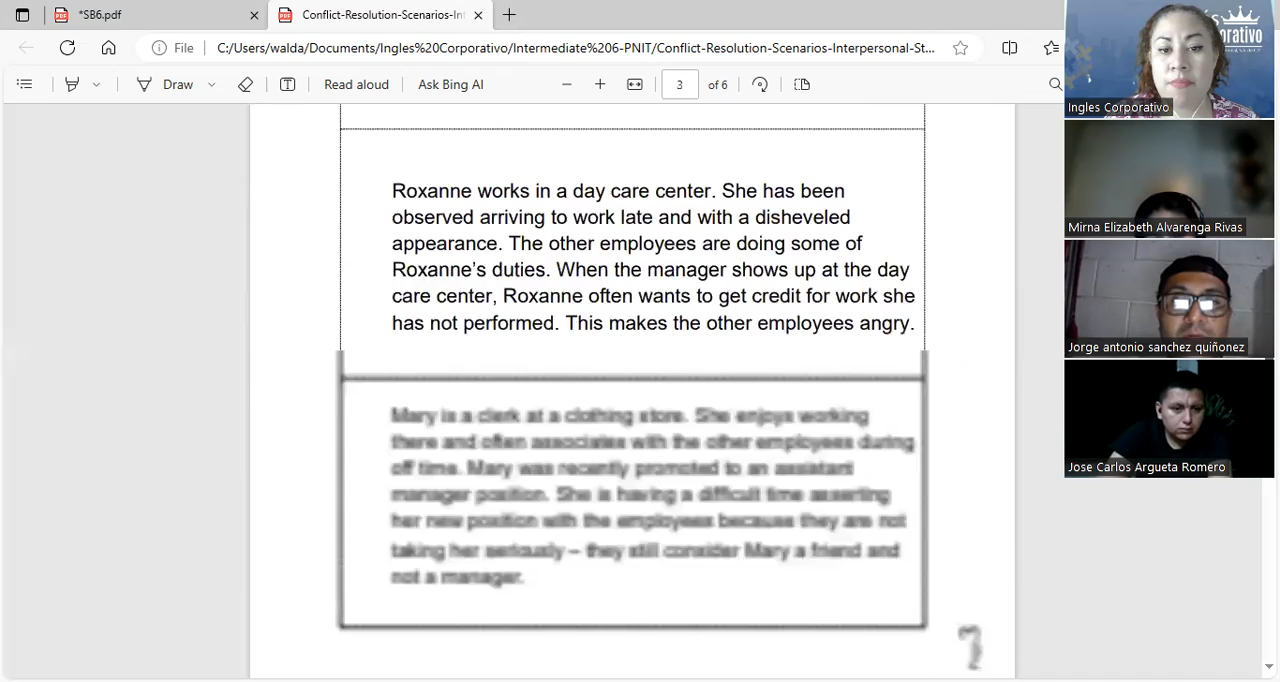 *SB6.pdf
Conflict-Resolution-Scenarios-Int
File
C:/Users/walda/Documents/Ingles%20Corporativo/Intermediate%206-PNIT/Conflict-Resolution-Scenarios-Interpersonal-St...
Draw
Read aloud
Ask Bing AI
3
of 6
Roxanne works in a day care center. She has been
observed arriving to work late and with a disheveled
appearance. The other employees are doing some of
Roxanne’s duties. When the manager shows up at the day
care center, Roxanne often wants to get credit for work she
has not performed. This makes the other employees angry.
Mary is a clerk at a clothing store. She enjoys working
there and often associates with the other employees during
off time. Mary was recently promoted to an assistant
manager position. She is having a difficult time asserting
her new position with the employees because they are not
taking her seriously – they still consider Mary a friend and
not a manager.
Ingles Corporativo
Mirna Elizabeth Alvarenga Rivas
Jorge antonio sanchez quiñonez
Jose Carlos Argueta Romero